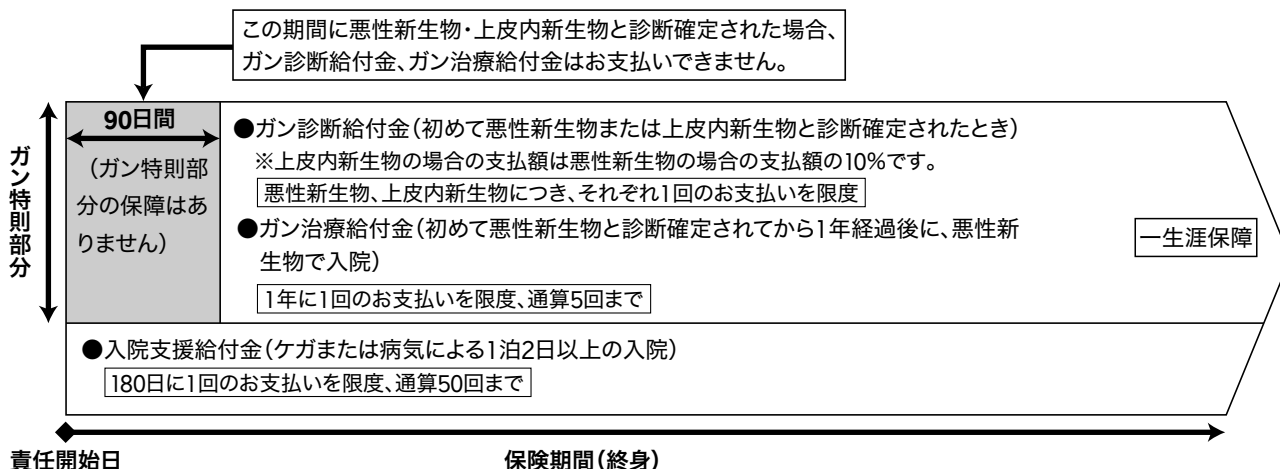 この期間に悪性新生物・上皮内新生物と診断確定された場合、
ガン診断給付金、ガン治療給付金はお支払いできません。
ガン特則部分
90日間
(ガン特則部
分の保障はあ
りません)
●ガン診断給付金(初めて悪性新生物または上皮内新生物と診断確定されたとき)
※上皮内新生物の場合の支払額は悪性新生物の場合の支払額の10%です。
悪性新生物、上皮内新生物につき、それぞれ1回のお支払いを限度
●ガン治療給付金(初めて悪性新生物と診断確定されてから1年経過後に、悪性新
生物で入院)
1年に1回のお支払いを限度、通算5回まで
一生涯保障
●入院支援給付金(ケガまたは病気による1泊2日以上の入院)
180日に1回のお支払いを限度、通算50回まで
責任開始日
保険期間(終身)